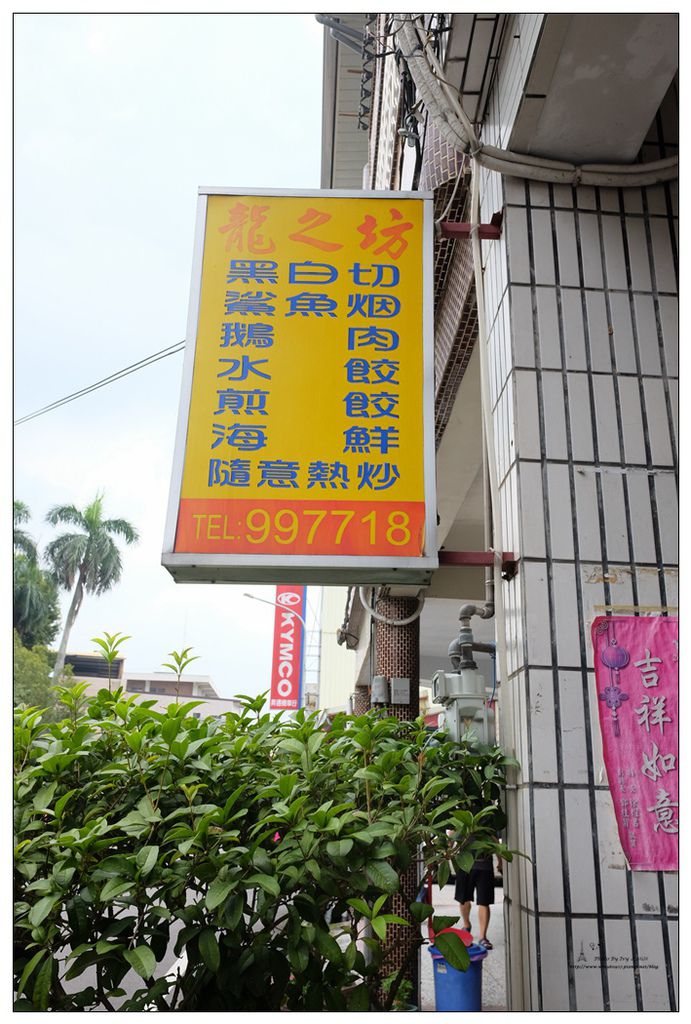 龍之坊
黑白切
鯊魚烟
鵝肉
水餃
煎餃
海鮮
隨意熱炒
TEL:997718
KYMCO
吉祥如意